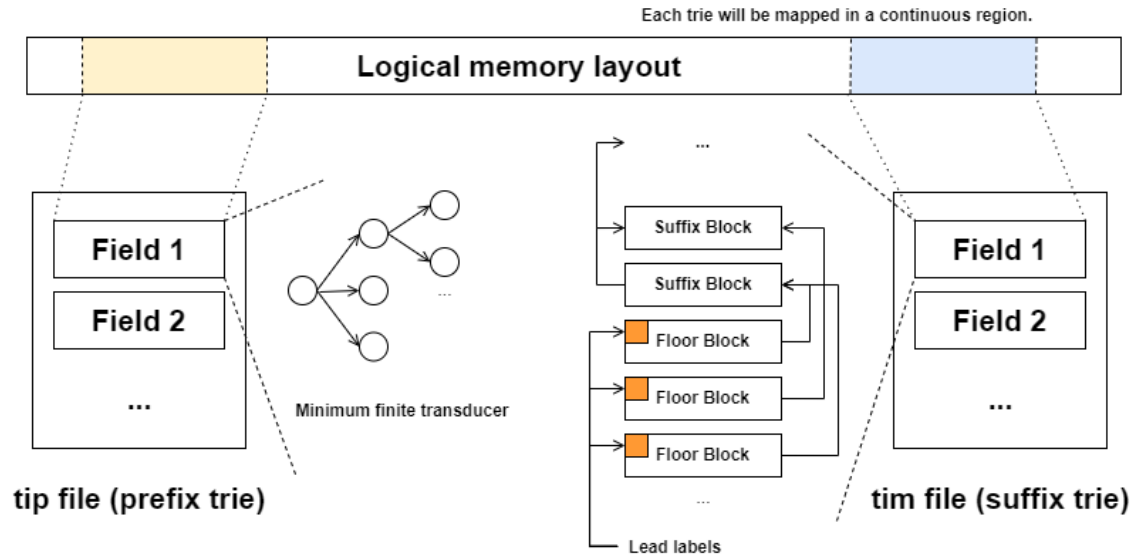 Each trie will be mapped in a continuous region.
Logical memory layout
...
Suffix Block
Field 1
Field 1
Suffix Block
...
Field 2
Floor Block
Field 2
Floor Block
...
Minimum finite transducer
...
Floor Block
tip file (prefix trie)
...
tim file (suffix trie)
Lead labels